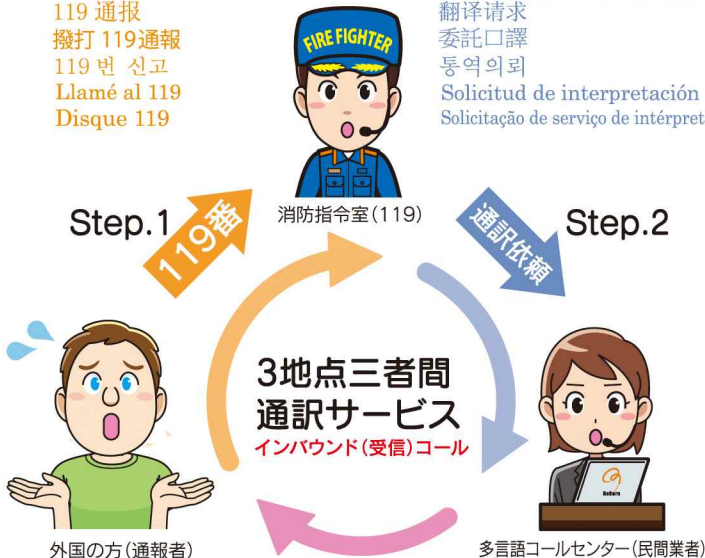 119 通报
撥打 119通報
119 번 신고
Llamé al 119
Disque 119
FIRE FIGHTER
翻译请求
委託口譯
통역의뢰
Solicitud de interpretación
Solicitação de serviço de intérpret
消防指令室(119)
Step.1
119番
通訳依頼
Step.2
3地点三者間
通訳サービス
インバウンド(受信)コール
外国の方(通報者)
多言語コールセンター(民間業者)